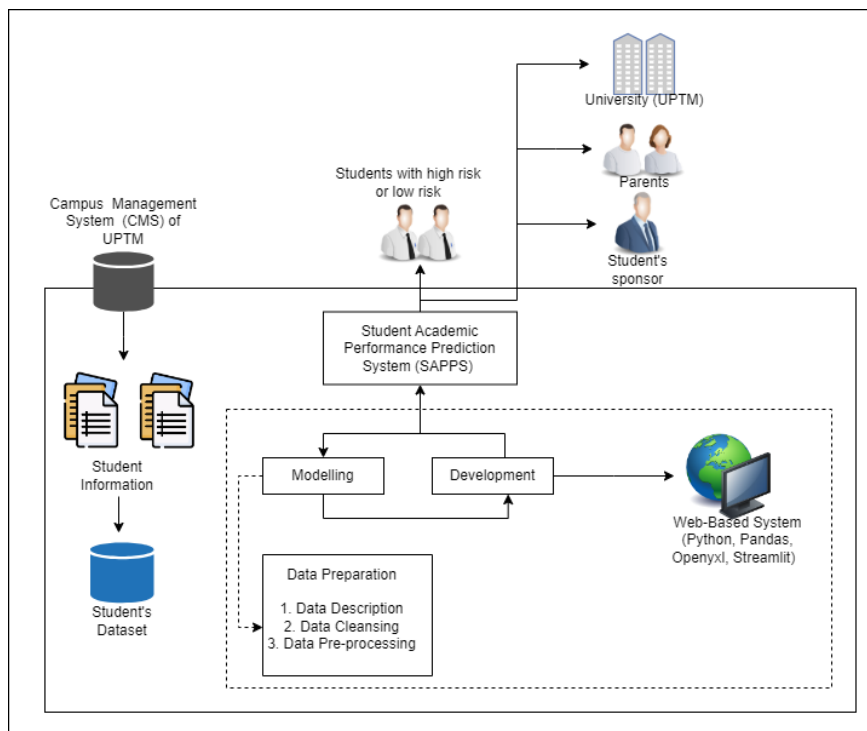 University (UPTM)
Parents
Student's
sponsor
Students with high risk
or low risk
Campus Management
System (CMS) of
UPTM
Student Academic
Performance Prediction
System (SAPPS)
Student
Information
Student's
Dataset
Modelling
Development
Web-Based System
(Python, Pandas,
Openyxl, Streamlit)
Data Preparation
1. Data Description
2. Data Cleansing
3. Data Pre-processing